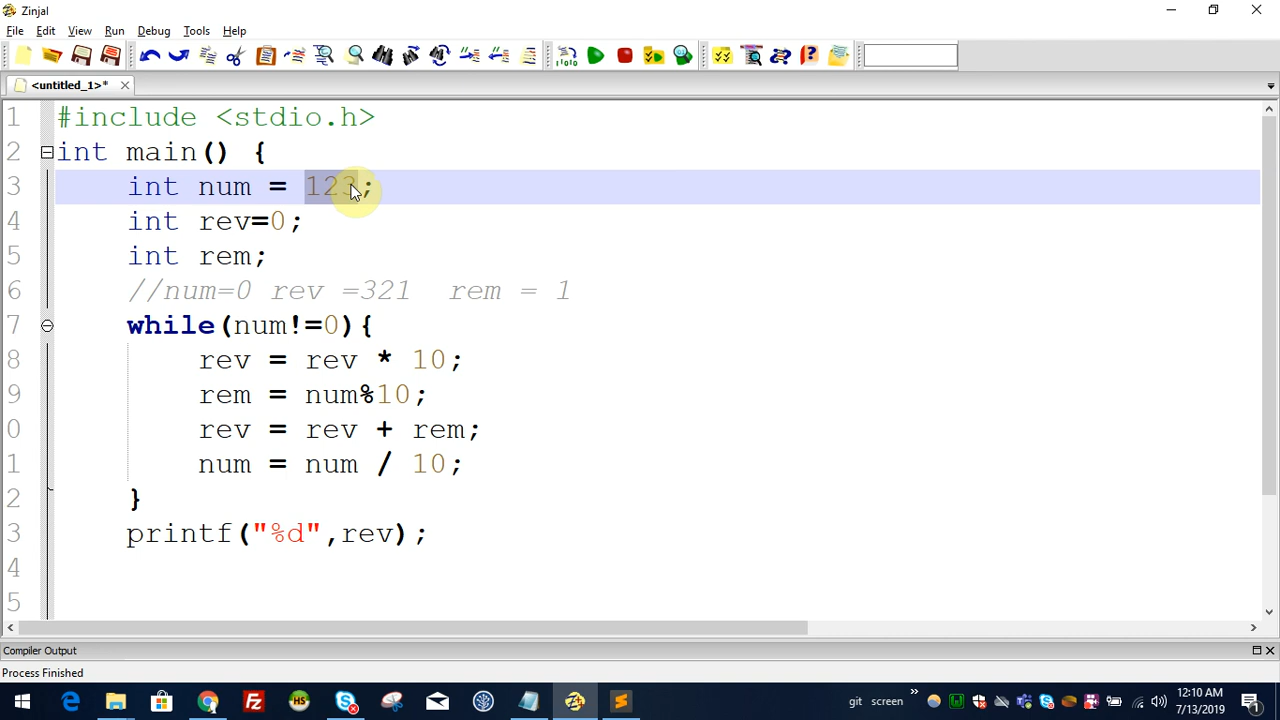 Zinjal
File Edit View Run Debug Tools Help
<untitled_1>*
1 #include <stdio.h>
2 int main() {
3 int num = 123;
4 int rev=0;
5 int rem;
6 //num=0 rev =321 rem = 1
7 while(num!=0){
8 rev = rev * 10;
9 rem = num%10;
0 rev = rev + rem;
1 num = num / 10;
2 }
3 printf("%d",rev);
4
5
Compiler Output
Process Finished
git screen
12:10 AM
7/13/2019